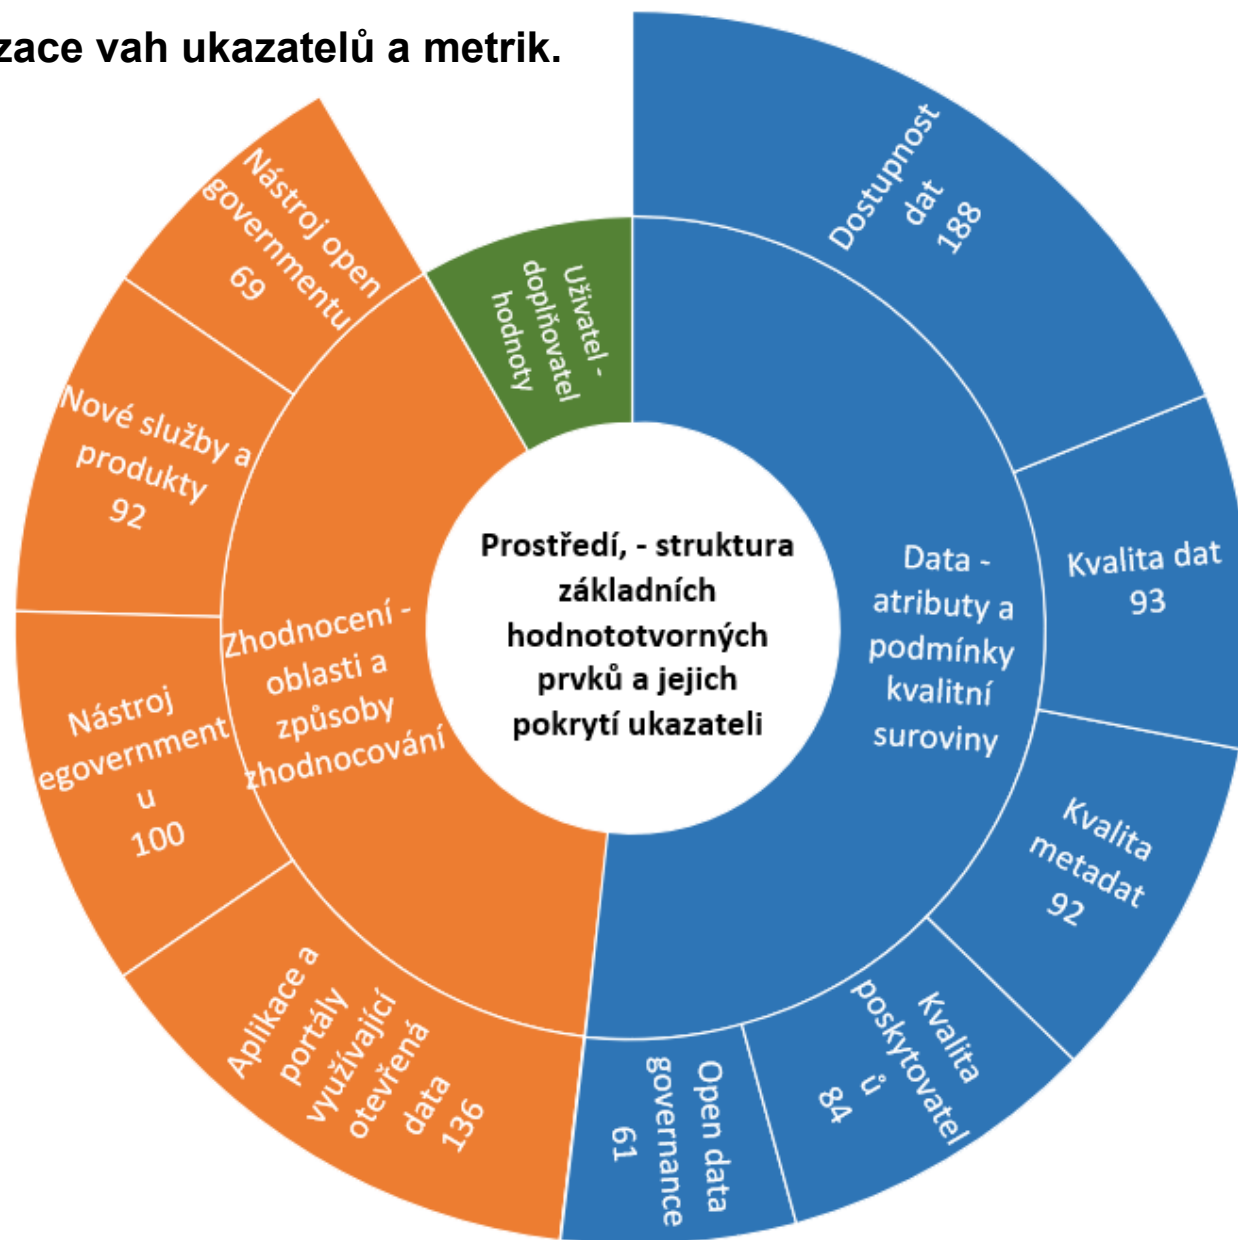 zace vah ukazatelů a metrik.
Dostupnost
dat
188
Kvalita dat
93
Kvalita
metadat
92
Kvalita
poskytovatel
ů
84
Open data
governance
61
Aplikace a
portály
využívající
otevřená
data
136
Nástroj
egovernment
u
100
Nové služby a
produkty
92
Nástroj open
governmentu
69
Uživatel -
doplňovatel
hodnoty
Data -
atributy a
podmínky
kvalitní
suroviny
Zhodnocení -
oblasti a
způsoby
zhodnocování
Prostředí, - struktura
základních
hodnototvorných
prvků a jejich
pokrytí ukazateli